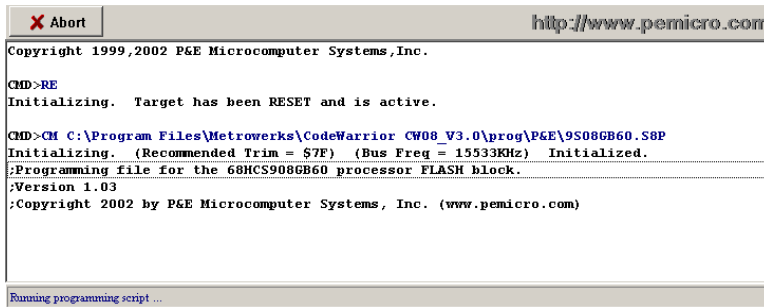 Abort
http://www.pemicro.com
Copyright 1999,2002 P&E Microcomputer Systems,Inc.
CMD>RE
Initializing.  Target has been RESET and is active.
CMD>CM C:\Program Files\Metrowerks\CodeWarrior CW08_V3.0\prog\P&E\9S08GB60.S8P
Initializing.  (Recommended Trim = $7F)  (Bus Freq = 15533KHz)  Initialized.
;Programming file for the 68HCS908GB60 processor FLASH block.
;Version 1.03
;Copyright 2002 by P&E Microcomputer Systems, Inc. (www.pemicro.com)
Running programming script ...